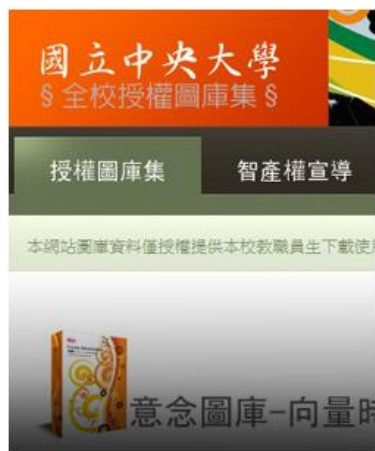 國立中央大學
§全校授權圖庫集§
授權圖庫集 智產權宣導
本網站圖庫資料僅授權提供本校教職員生下載使用
意念圖庫-向量時